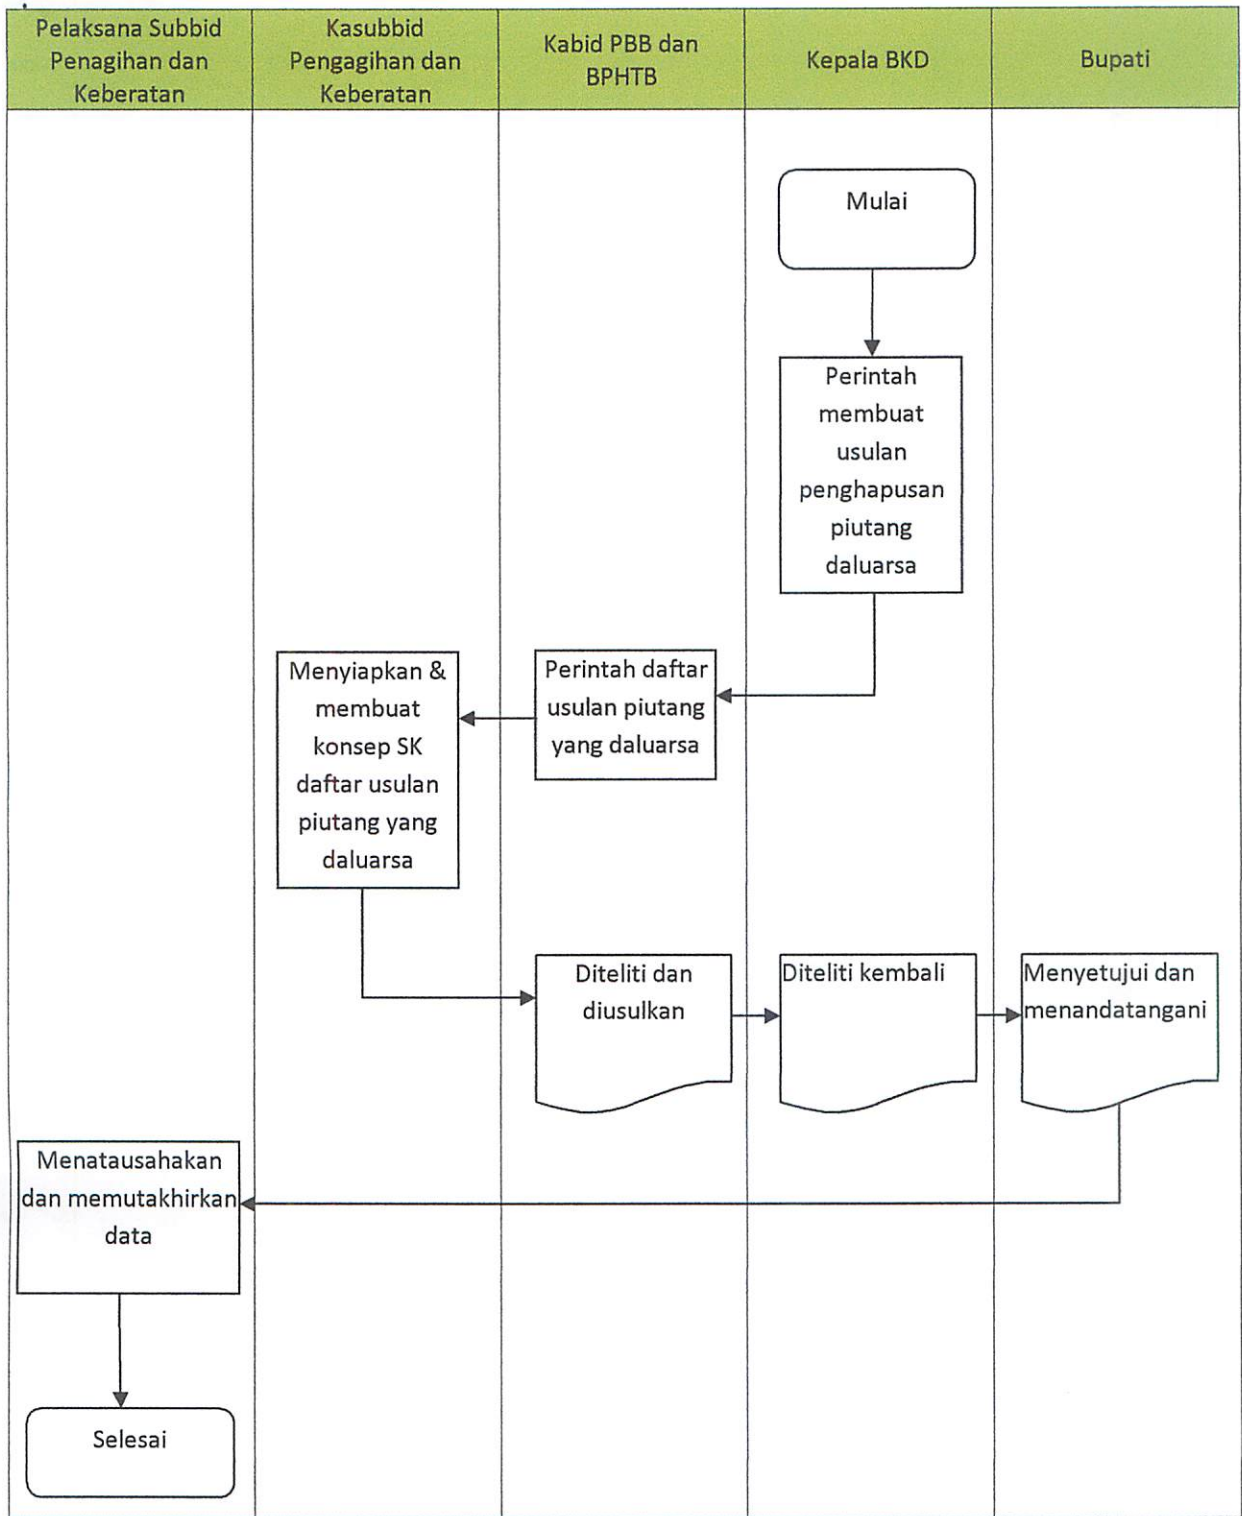 Pelaksana Subbid
Penagihan dan
Keberatan
Kasubbid
Pengagihan dan
Keberatan
Kabid PBB dan
BPHTB
Kepala BKD
Bupati
Mulai
Perintah
membuat
usulan
penghapusan
piutang
daluarsa
Perintah daftar
usulan piutang
yang daluarsa
Menyiapkan &
membuat
konsep SK
daftar usulan
piutang yang
daluarsa
Diteliti dan
diusulkan
Diteliti kembali
Menyetujui dan
menandatangani
Menatausahakan
dan memutakhirkan
data
Selesai